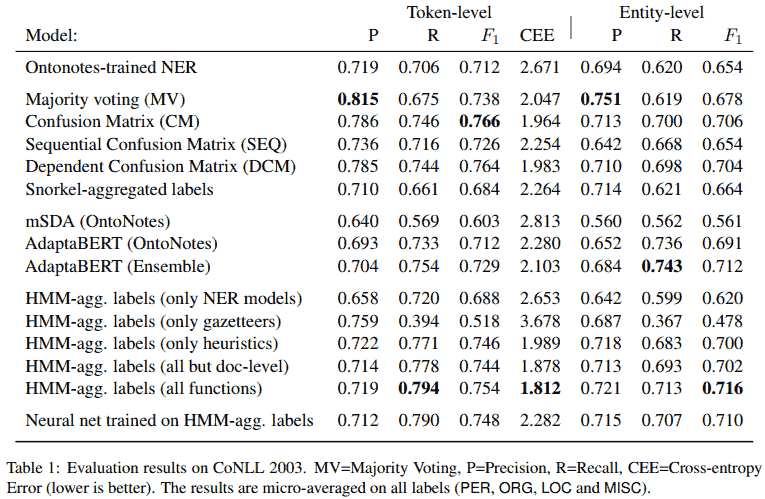 Token-level Entity-level
Model: P R F1 CEE P R F1
Ontonotes-trained NER 0.719 0.706 0.712 2.671 0.694 0.620 0.654
Majority voting (MV) 0.815 0.675 0.738 2.047 0.751 0.619 0.678
Confusion Matrix (CM) 0.786 0.746 0.766 1.964 0.713 0.700 0.706
Sequential Confusion Matrix (SEQ) 0.736 0.716 0.726 2.254 0.642 0.668 0.654
Dependent Confusion Matrix (DCM) 0.785 0.744 0.764 1.983 0.710 0.698 0.704
Snorkel-aggregated labels 0.710 0.661 0.684 2.264 0.714 0.621 0.664
mSDA (OntoNotes) 0.640 0.569 0.603 2.813 0.560 0.562 0.561
AdaptaBERT (OntoNotes) 0.693 0.733 0.712 2.280 0.652 0.736 0.691
AdaptaBERT (Ensemble) 0.704 0.754 0.729 2.103 0.684 0.743 0.712
HMM-agg. labels (only NER models) 0.658 0.720 0.688 2.653 0.642 0.599 0.620
HMM-agg. labels (only gazetteers) 0.759 0.394 0.518 3.678 0.687 0.367 0.478
HMM-agg. labels (only heuristics) 0.722 0.771 0.746 1.989 0.718 0.683 0.700
HMM-agg. labels (all but doc-level) 0.714 0.778 0.744 1.878 0.713 0.693 0.702
HMM-agg. labels (all functions) 0.719 0.794 0.754 1.812 0.721 0.713 0.716
Neural net trained on HMM-agg. labels 0.712 0.790 0.748 2.282 0.715 0.707 0.710
Table 1: Evaluation results on CoNLL 2003. MV=Majority Voting, P=Precision, R=Recall, CEE=Cross-entropy
Error (lower is better). The results are micro-averaged on all labels (PER, ORG, LOC and MISC).